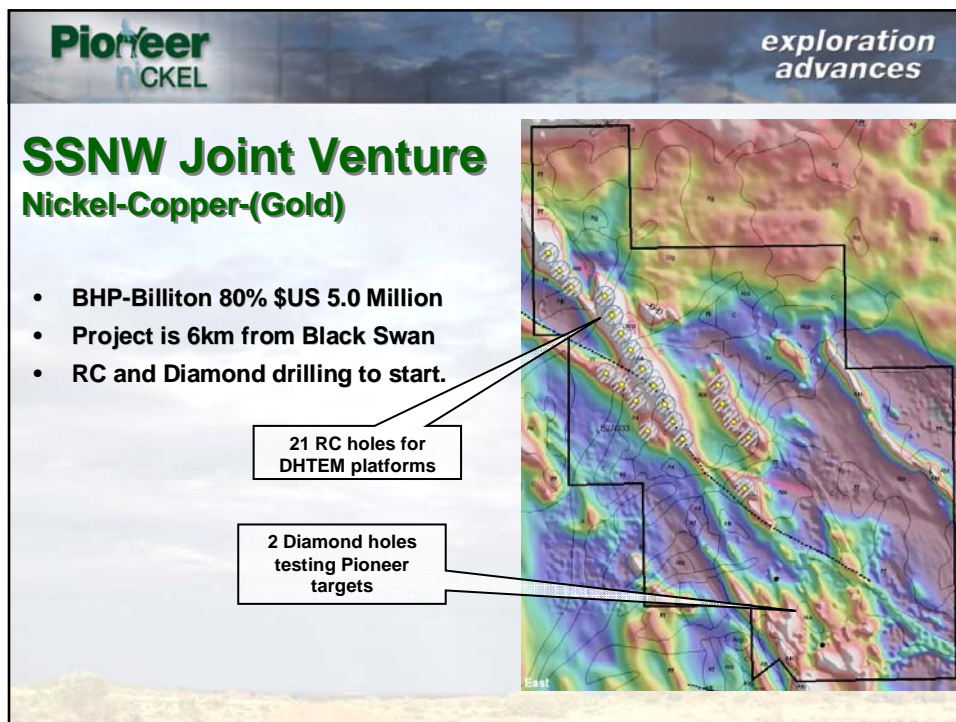 Pioneer
niCKEL
exploration
advances
SSNW Joint Venture
Nickel-Copper-(Gold)
• BHP-Billiton 80% $US 5.0 Million
• Project is 6km from Black Swan
• RC and Diamond drilling to start.
21 RC holes for
DHTEM platforms
2 Diamond holes
testing Pioneer
targets
East